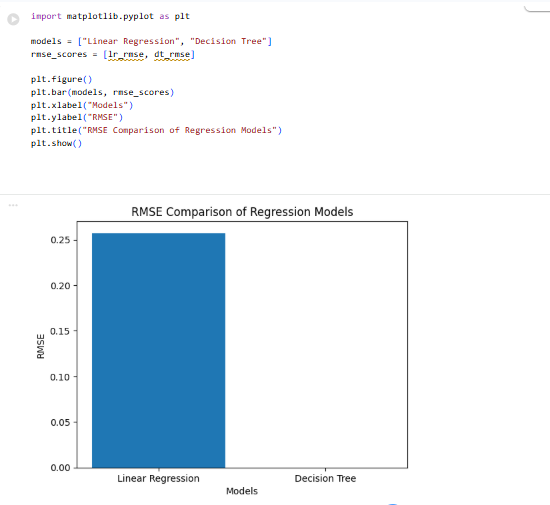 import matplotlib.pyplot as plt
models = ["Linear Regression", "Decision Tree"]
rmse_scores = [lr_rmse, dt_rmse]
plt.figure()
plt.bar(models, rmse_scores)
plt.xlabel("Models")
plt.ylabel("RMSE")
plt.title("RMSE Comparison of Regression Models")
plt.show()
RMSE Comparison of Regression Models
0.25
0.20
0.15
0.10
0.05
0.00
RMSE
Linear Regression
Decision Tree
Models